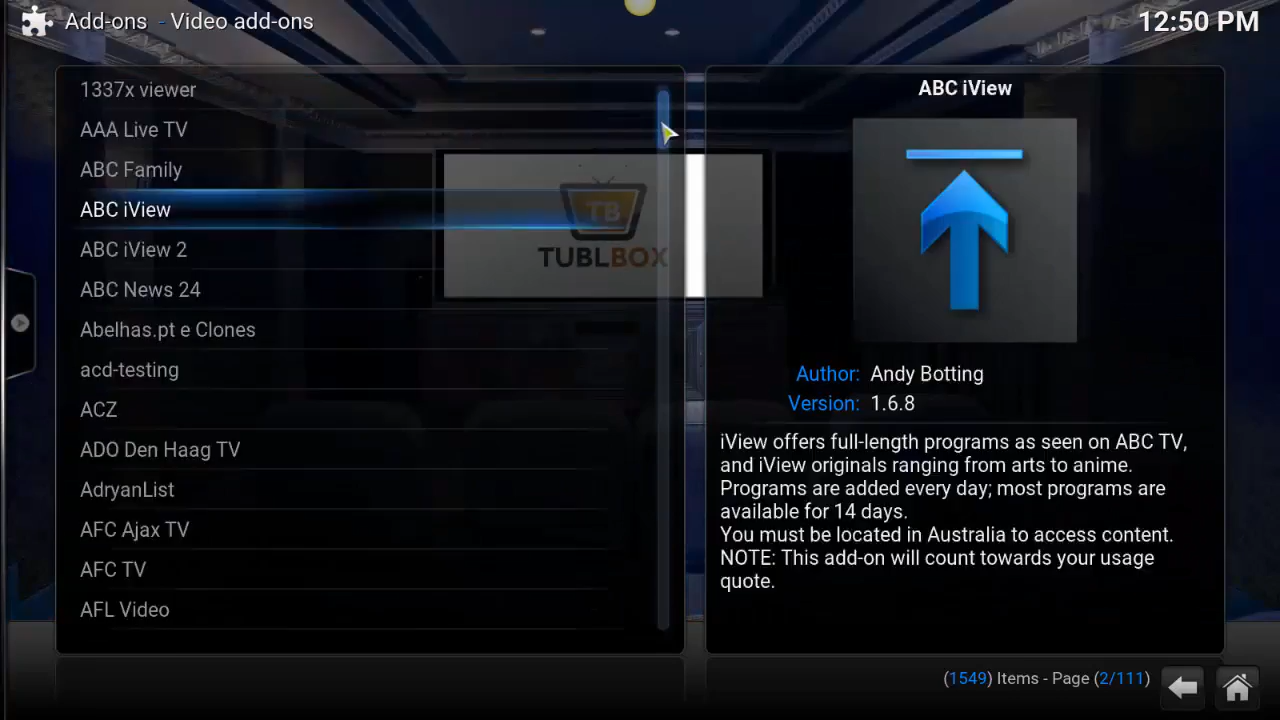 Add-ons - Video add-ons
12:50 PM
1337x viewer
AAA Live TV
ABC Family
ABC iView
ABC iView 2
ABC News 24
Abelhas.pt e Clones
acd-testing
ACZ
ADO Den Haag TV
AdryanList
AFC Ajax TV
AFC TV
AFL Video
TB
TUBLBOX
ABC iView
Author: Andy Botting
Version: 1.6.8
iView offers full-length programs as seen on ABC TV,
and iView originals ranging from arts to anime.
Programs are added every day; most programs are
available for 14 days.
You must be located in Australia to access content.
NOTE: This add-on will count towards your usage
quote.
(1549) Items - Page (2/111)